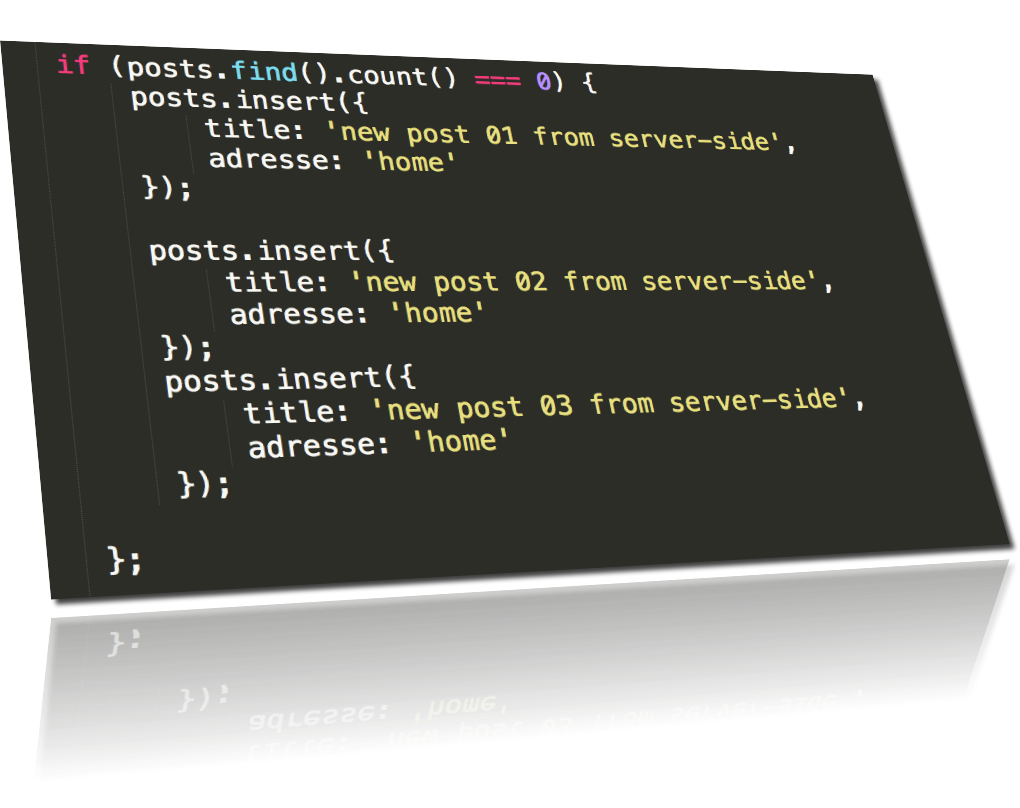 if (posts.find().count() === 0) {
posts.insert({
title: 'new post 01 from server-side',
adresse: 'home'
});
posts.insert({
title: 'new post 02 from server-side',
adresse: 'home'
});
posts.insert({
title: 'new post 03 from server-side',
adresse: 'home'
});
};